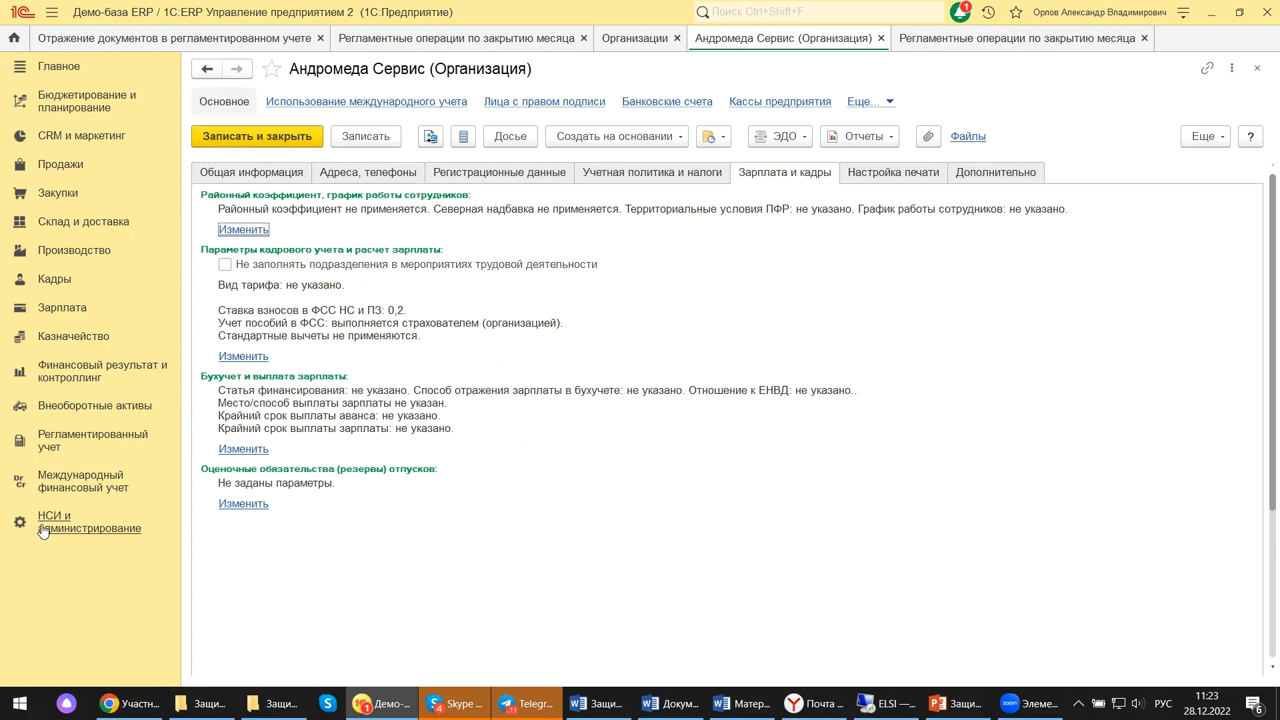 Демо-база ERP / 1С:ERP Управление предприятием 2 (1С:Предприятие)
Поиск Ctrl+Shift+F
1
Орлов Александр Владимирович
Отражение документов в регламентированном учете
Регламентные операции по закрытию месяца
Организации
Андромеда Сервис (Организация)
Регламентные операции по закрытию месяца
Главное
Бюджетирование и планирование
CRM и маркетинг
Продажи
Закупки
Склад и доставка
Производство
Кадры
Зарплата
Казначейство
Финансовый результат и контроллинг
Внеоборотные активы
Регламентированный учет
Международный финансовый учет
НСИ и администрирование
Андромеда Сервис (Организация)
Основное
Использование международного учета
Лица с правом подписи
Банковские счета
Кассы предприятия
Еще...
Записать и закрыть
Записать
Досье
Создать на основании
ЭДО
Отчеты
Файлы
Еще
?
Общая информация
Адреса, телефоны
Регистрационные данные
Учетная политика и налоги
Зарплата и кадры
Настройка печати
Дополнительно
Районный коэффициент, график работы сотрудников:
Районный коэффициент не применяется. Северная надбавка не применяется. Территориальные условия ПФР: не указано. График работы сотрудников: не указано.
Изменить
Параметры кадрового учета и расчет зарплаты:
Не заполнять подразделения в мероприятиях трудовой деятельности
Вид тарифа: не указано.
Ставка взносов в ФСС НС и ПЗ: 0,2.
Учет пособий в ФСС: выполняется страхователем (организацией).
Стандартные вычеты не применяются.
Изменить
Бухучет и выплата зарплаты:
Статья финансирования: не указано. Способ отражения зарплаты в бухучете: не указано. Отношение к ЕНВД: не указано..
Место/способ выплаты зарплаты не указан.
Крайний срок выплаты аванса: не указано.
Крайний срок выплаты зарплаты: не указано.
Изменить
Оценочные обязательства (резервы) отпусков:
Не заданы параметры.
Изменить
Участн...
Защи...
Защи...
Демо-...
Skype ...
Telegr...
Защи...
Докум...
Матер...
Почта ...
ELSI —...
Защи...
Элеме...
РУС
11:23
28.12.2022
6